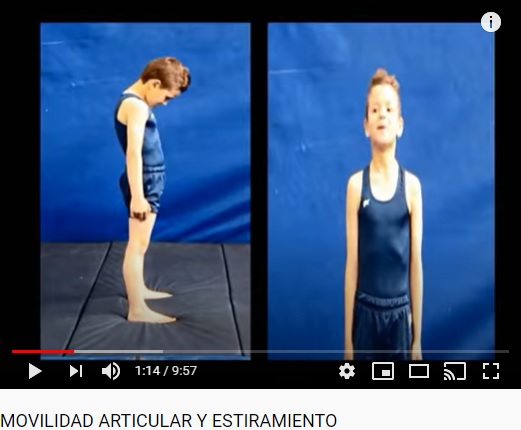 1:14 / 9:57
MOVILIDAD ARTICULAR Y ESTIRAMIENTO